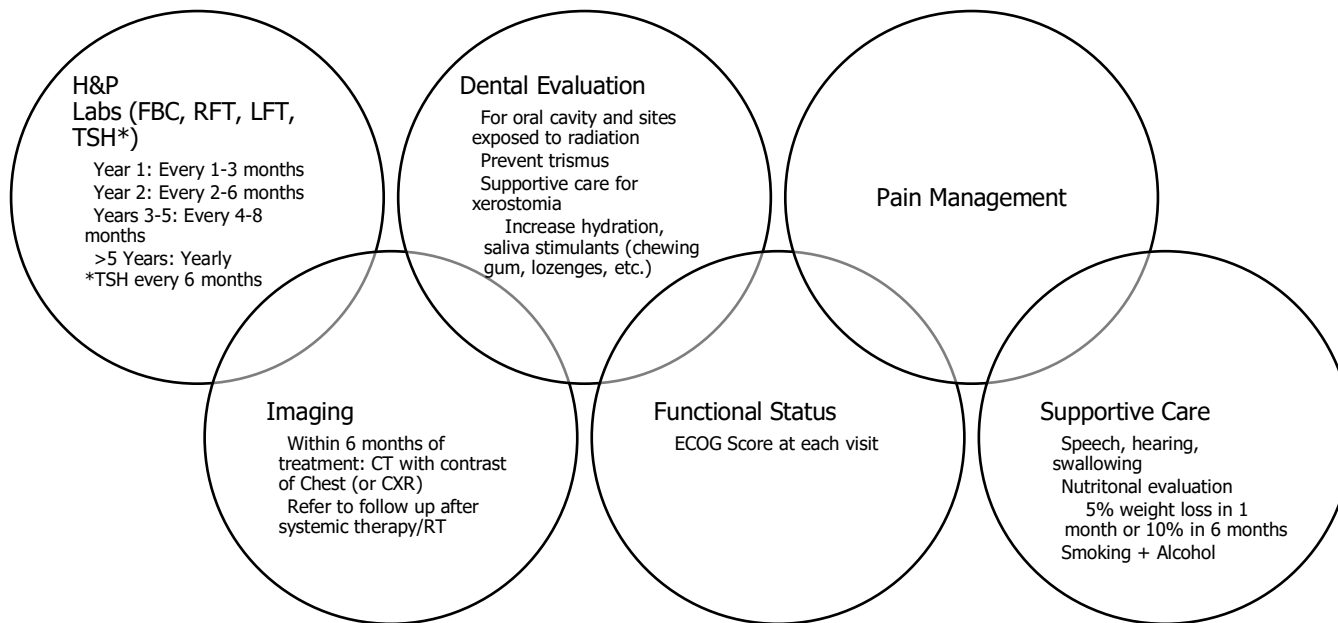 H&P
Labs (FBC, RFT, LFT,
TSH*)
Year 1: Every 1-3 months
Year 2: Every 2-6 months
Years 3-5: Every 4-8
months
>5 Years: Yearly
*TSH every 6 months
Dental Evaluation
For oral cavity and sites
exposed to radiation
Prevent trismus
Supportive care for
xerostomia
Increase hydration,
saliva stimulants (chewing
gum, lozenges, etc.)
Pain Management
Imaging
Within 6 months of
treatment: CT with contrast
of Chest (or CXR)
Refer to follow up after
systemic therapy/RT
Functional Status
ECOG Score at each visit
Supportive Care
Speech, hearing,
swallowing
Nutritonal evaluation
5% weight loss in 1
month or 10% in 6 months
Smoking + Alcohol